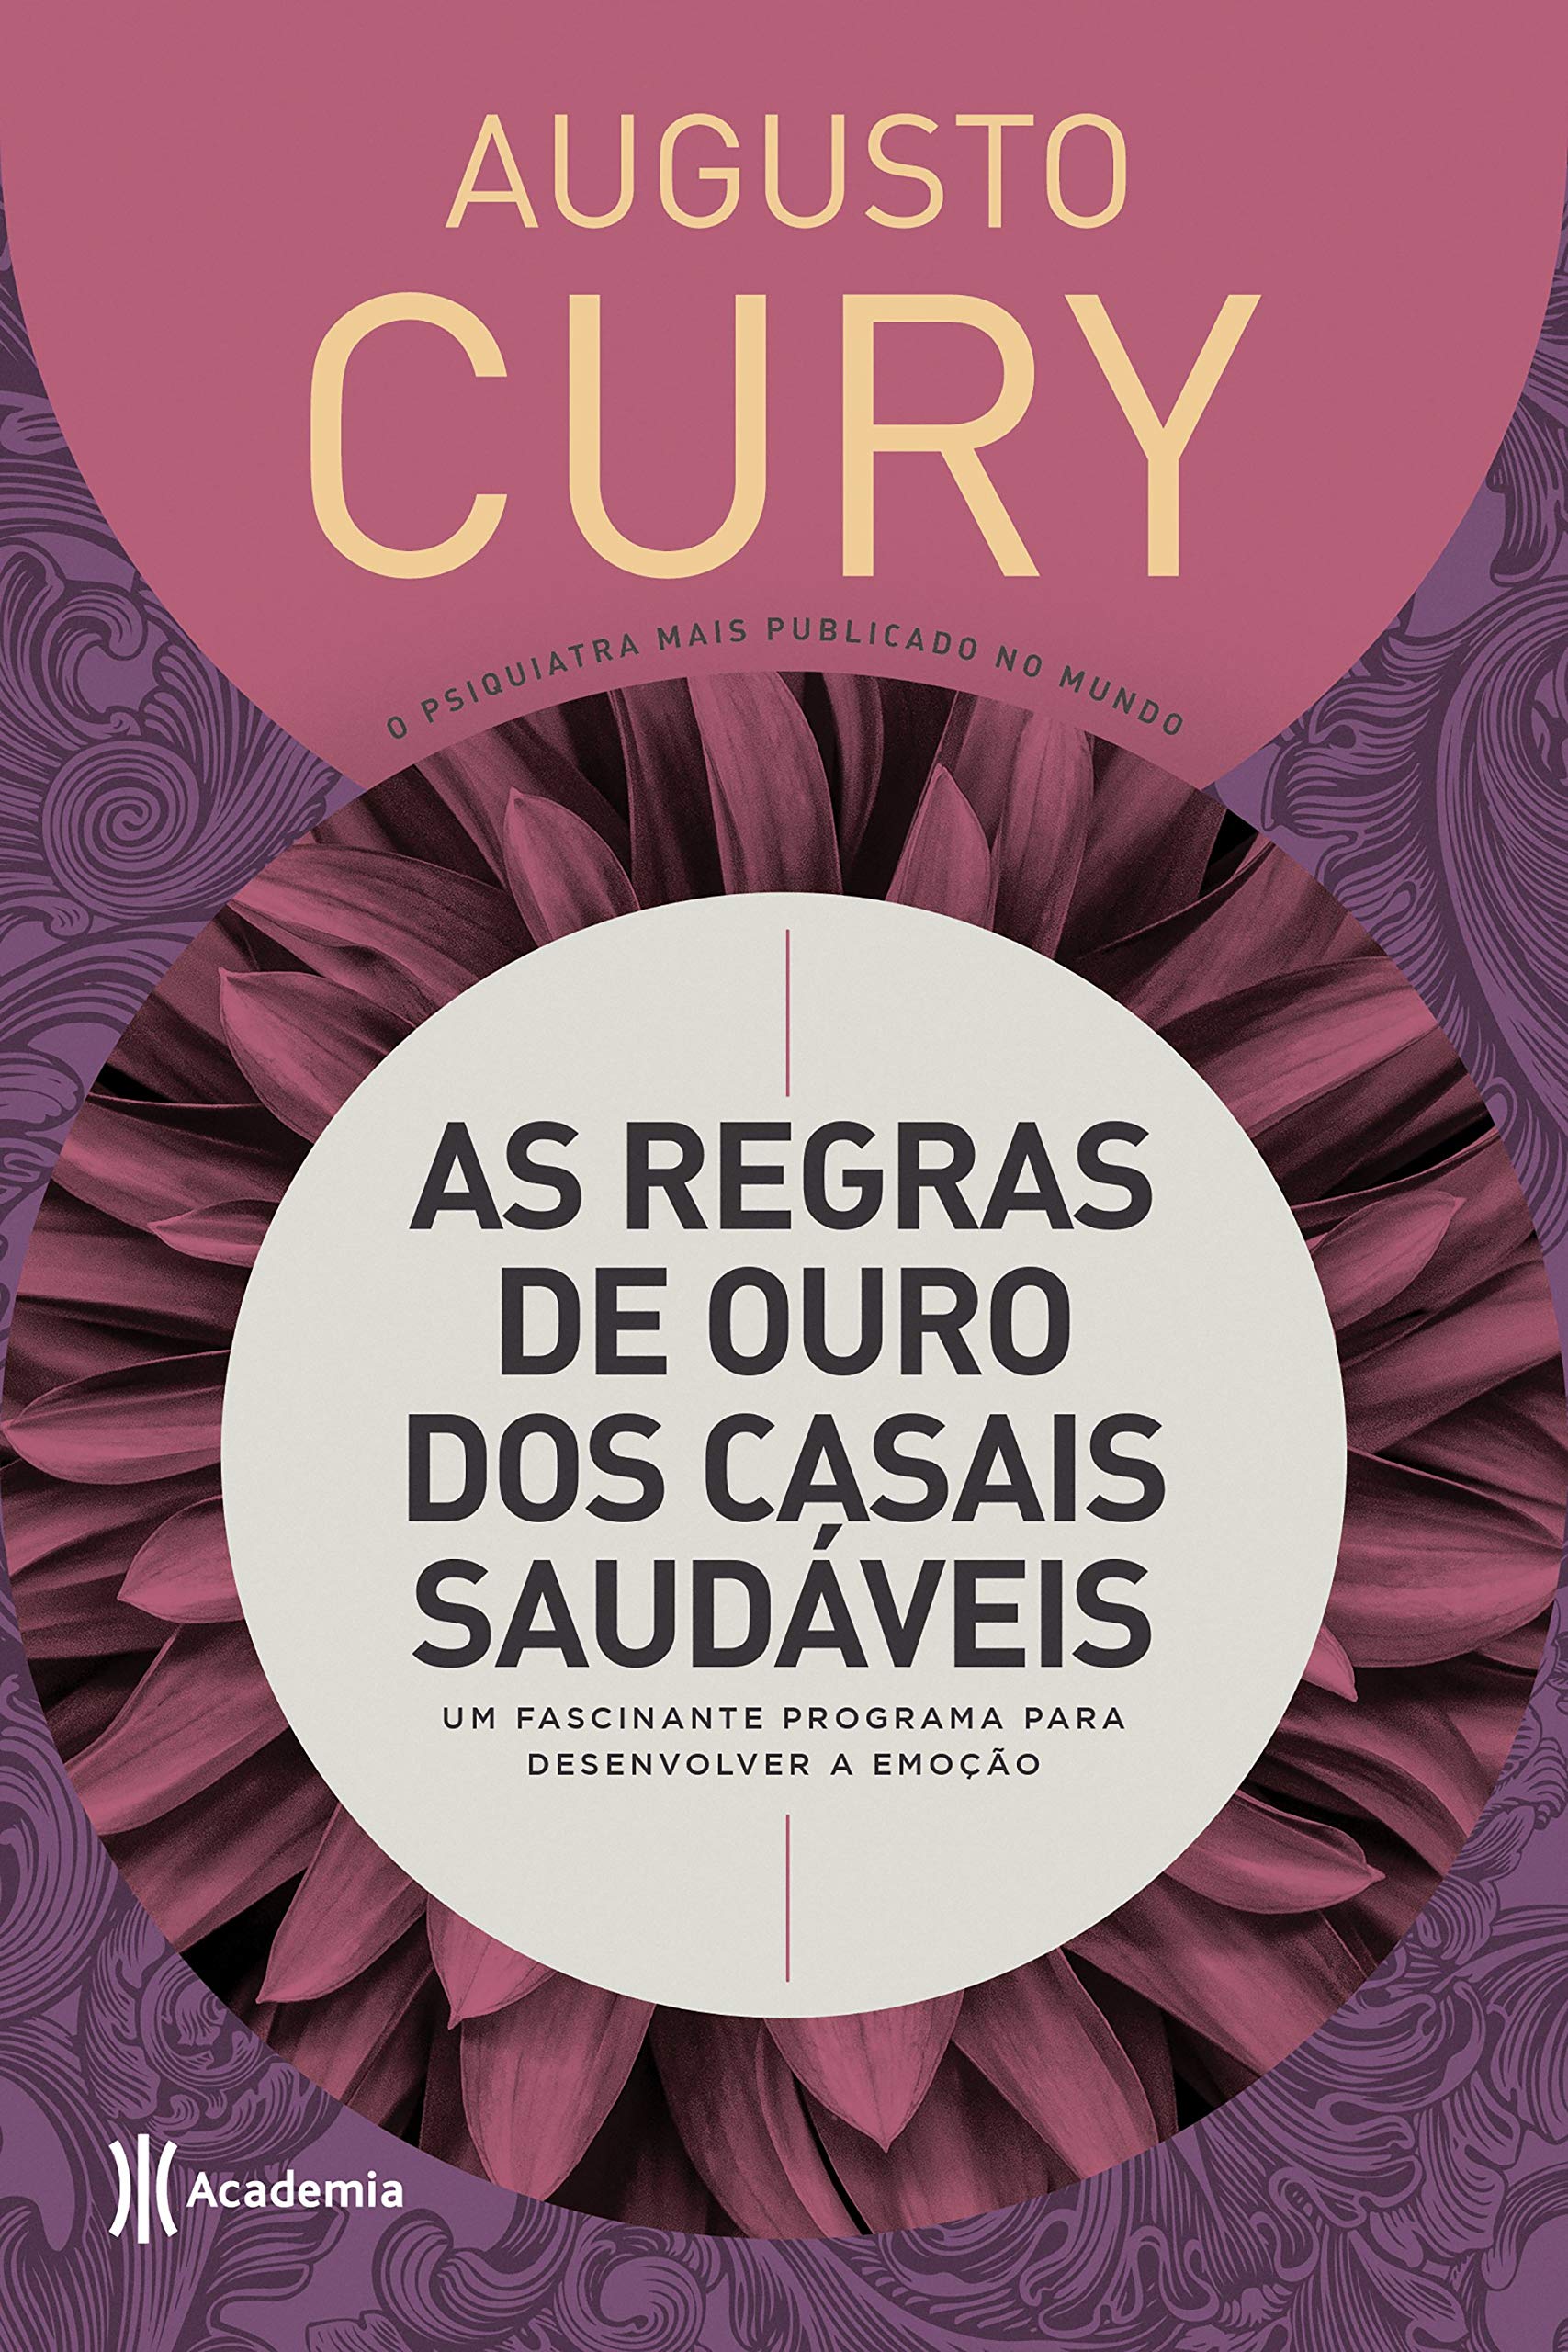 AUGUSTO
CURY
O PSIQUIATRA MAIS PUBLICADO NO MUNDO
AS REGRAS
DE OURO
DOS CASAIS
SAUDÁVEIS
UM FASCINANTE PROGRAMA PARA
DESENVOLVER A EMOÇÃO
Academia